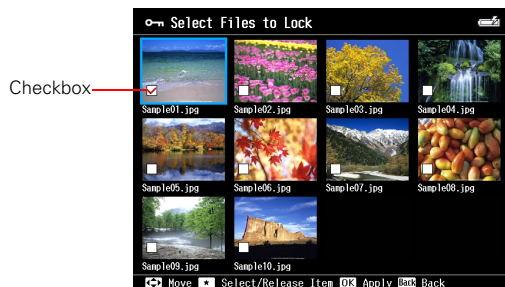 Select Files to Lock
Checkbox
Sample01.jpg Sample02.jpg Sample03.jpg Sample04.jpg
Sample05.jpg Sample06.jpg Sample07.jpg Sample08.jpg
Sample09.jpg Sample10.jpg
Move Select/Release Item OK Apply Back Back